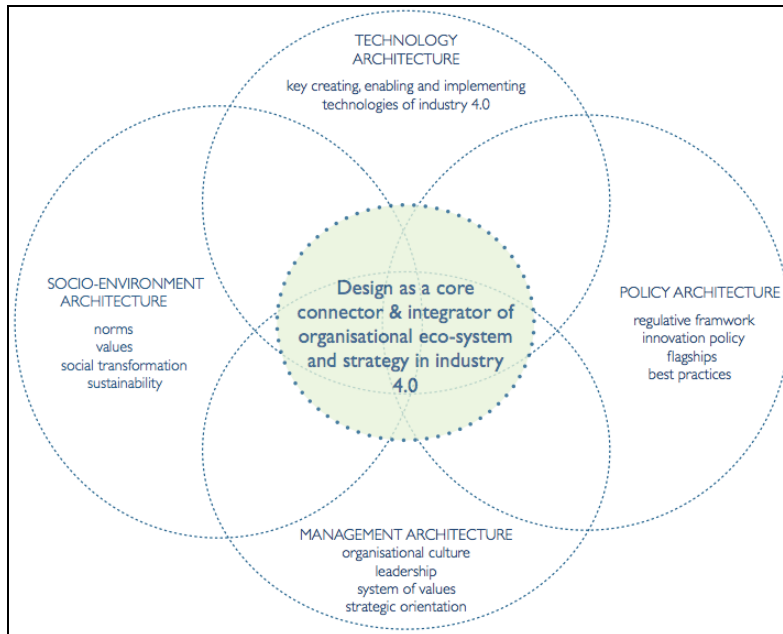 TECHNOLOGY
ARCHITECTURE
key creating, enabling and implementing
technologies of industry 4.0
SOCIO-ENVIRONMENT
ARCHITECTURE
norms
values
social transformation
sustainability
Design as a core
connector & integrator of
organisational eco-system
and strategy in industry
4.0
POLICY ARCHITECTURE
regulative framwork
innovation policy
flagships
best practices
MANAGEMENT ARCHITECTURE
organisational culture
leadership
system of values
strategic orientation